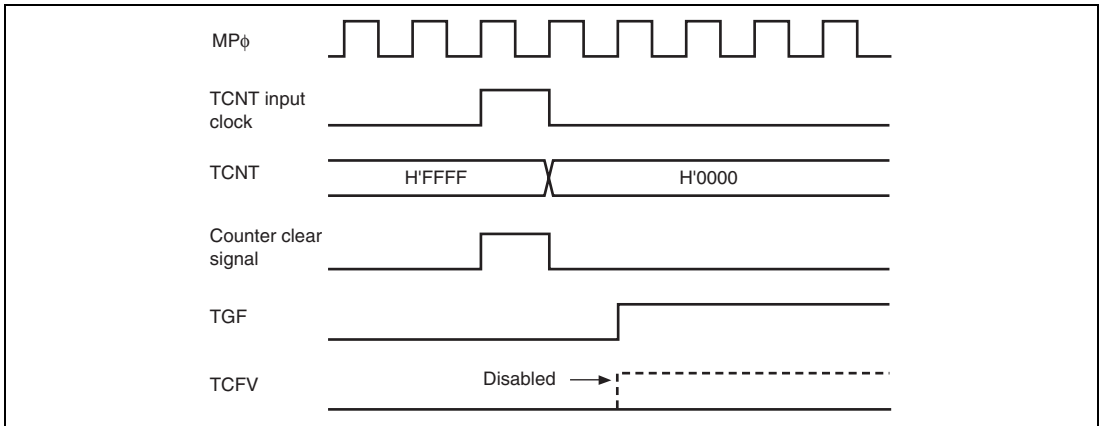 MPϕ
TCNT input
clock
TCNT
H'FFFF
H'0000
Counter clear
signal
TGF
TCFV
Disabled